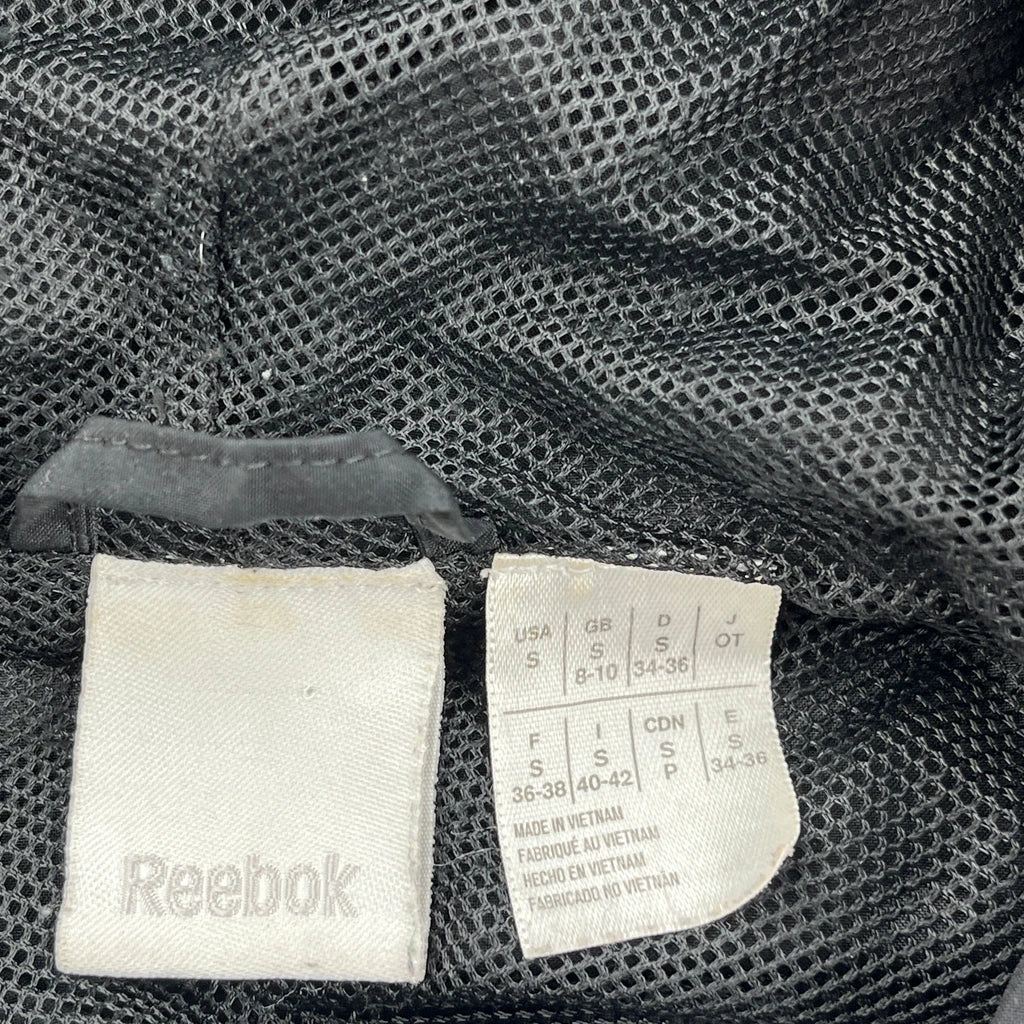 Reebok
USA GB D J
S S S OT
8-10 34-36
F I CDN E
S S S S
36-38 40-42 P 34-36
MADE IN VIETNAM
FABRIQUÉ AU VIETNAM
HECHO EN VIETNAM
FABRICADO NO VIETNÃN